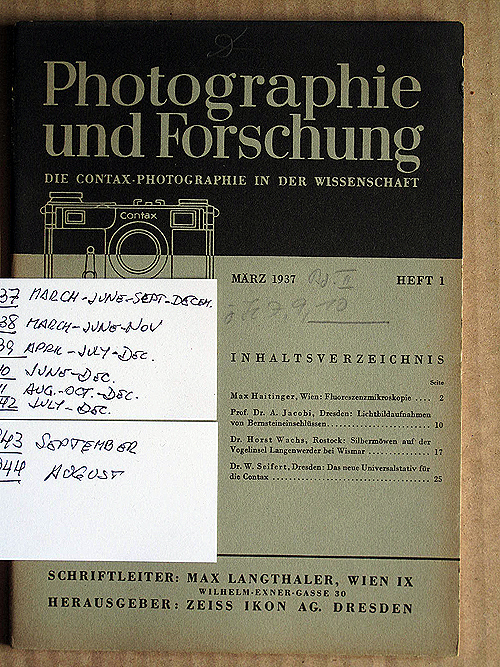 Photographie
und Forschung
DIE CONTAX-PHOTOGRAPHIE IN DER WISSENSCHAFT
Contax
MÄRZ 1937
HEFT 1
37 MARCH-JUNE-SEPT-DECEM.
38 MARCH-JUNE-NOV
39 APRIL-JULY-DEC.
40 JUNE-DEC.
41 AUG.-OCT.-DEC.
42 JULY-DEC.
943 SEPTEMBER
944 AUGUST
10
INHALTSVERZEICHNIS
Seite
Max Haitinger, Wien: Fluoreszenzmikroskopie .... 2
Prof. Dr. A. Jacobi, Dresden: Lichtbildaufnahmen
von Bernsteineinschlüssen ........................ 10
Dr. Horst Wachs, Rostock: Silbermöwen auf der
Vogelinsel Langenwerder bei Wismar ............ 17
Dr. W. Seifert, Dresden: Das neue Universalstativ für
die Contax .................................... 25
SCHRIFTLEITER: MAX LANGTHALER, WIEN IX
WILHELM-EXNER-GASSE 30
HERAUSGEBER: ZEISS IKON AG. DRESDEN